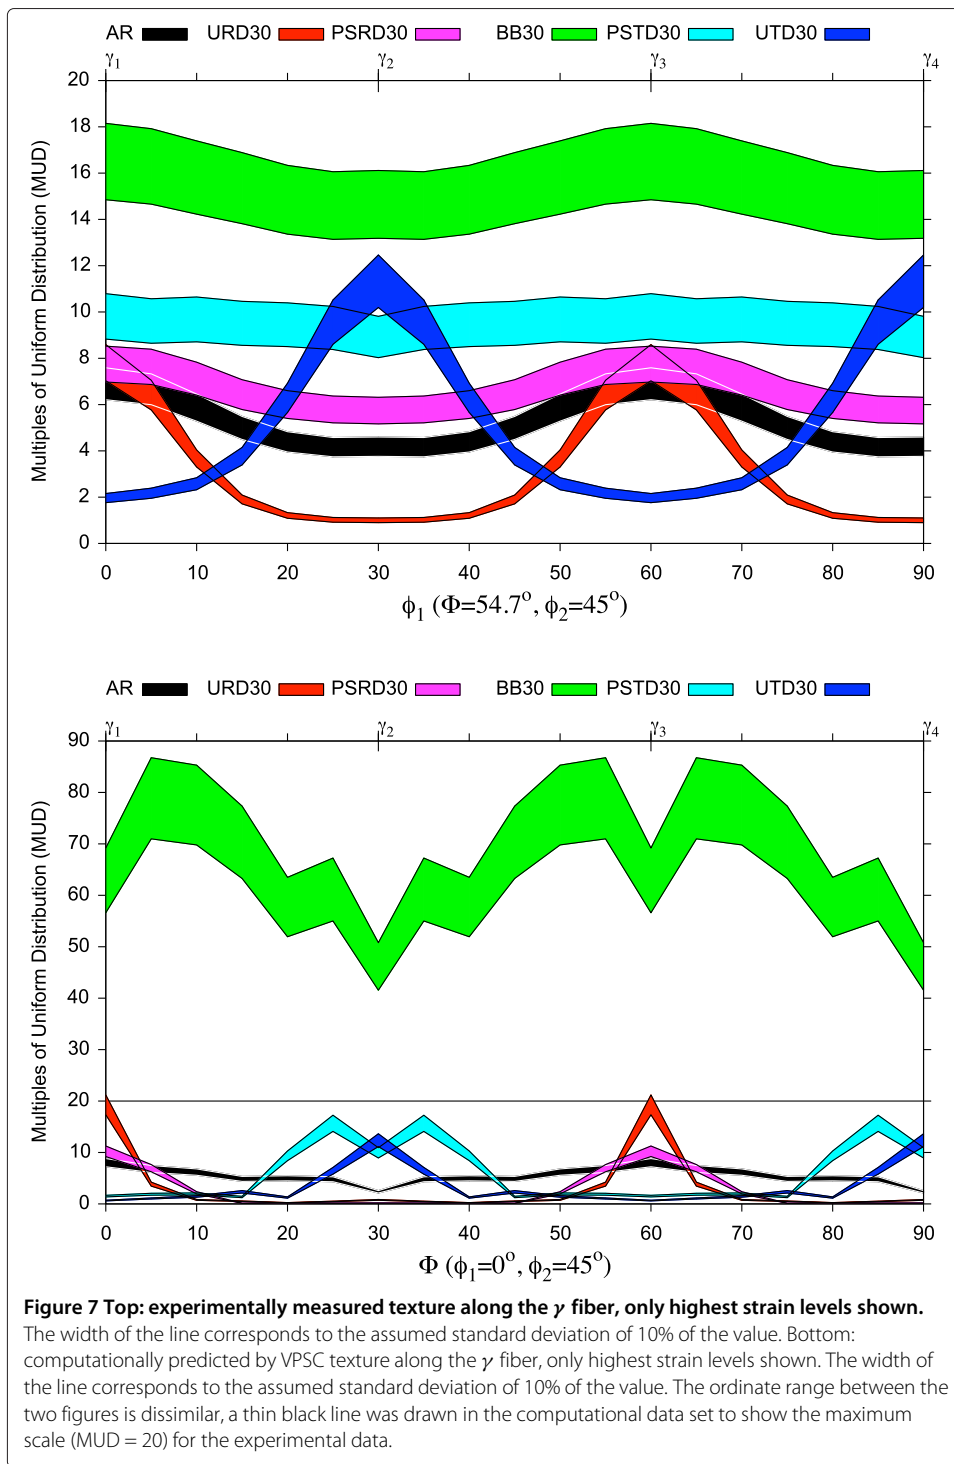 AR URD30 PSRD30 BB30 PSTD30 UTD30
γ1 γ2 γ3 γ4
20
18
16
14
12
10
8
6
4
2
0
Multiples of Uniform Distribution (MUD)
0 10 20 30 40 50 60 70 80 90
ϕ1 (Φ=54.7°, ϕ2=45°)
AR URD30 PSRD30 BB30 PSTD30 UTD30
γ1 γ2 γ3 γ4
90
80
70
60
50
40
30
20
10
0
Multiples of Uniform Distribution (MUD)
0 10 20 30 40 50 60 70 80 90
Φ (ϕ1=0°, ϕ2=45°)
Figure 7 Top: experimentally measured texture along the γ fiber, only highest strain levels shown.
The width of the line corresponds to the assumed standard deviation of 10% of the value. Bottom:
computationally predicted by VPSC texture along the γ fiber, only highest strain levels shown. The width of
the line corresponds to the assumed standard deviation of 10% of the value. The ordinate range between the
two figures is dissimilar, a thin black line was drawn in the computational data set to show the maximum
scale (MUD = 20) for the experimental data.